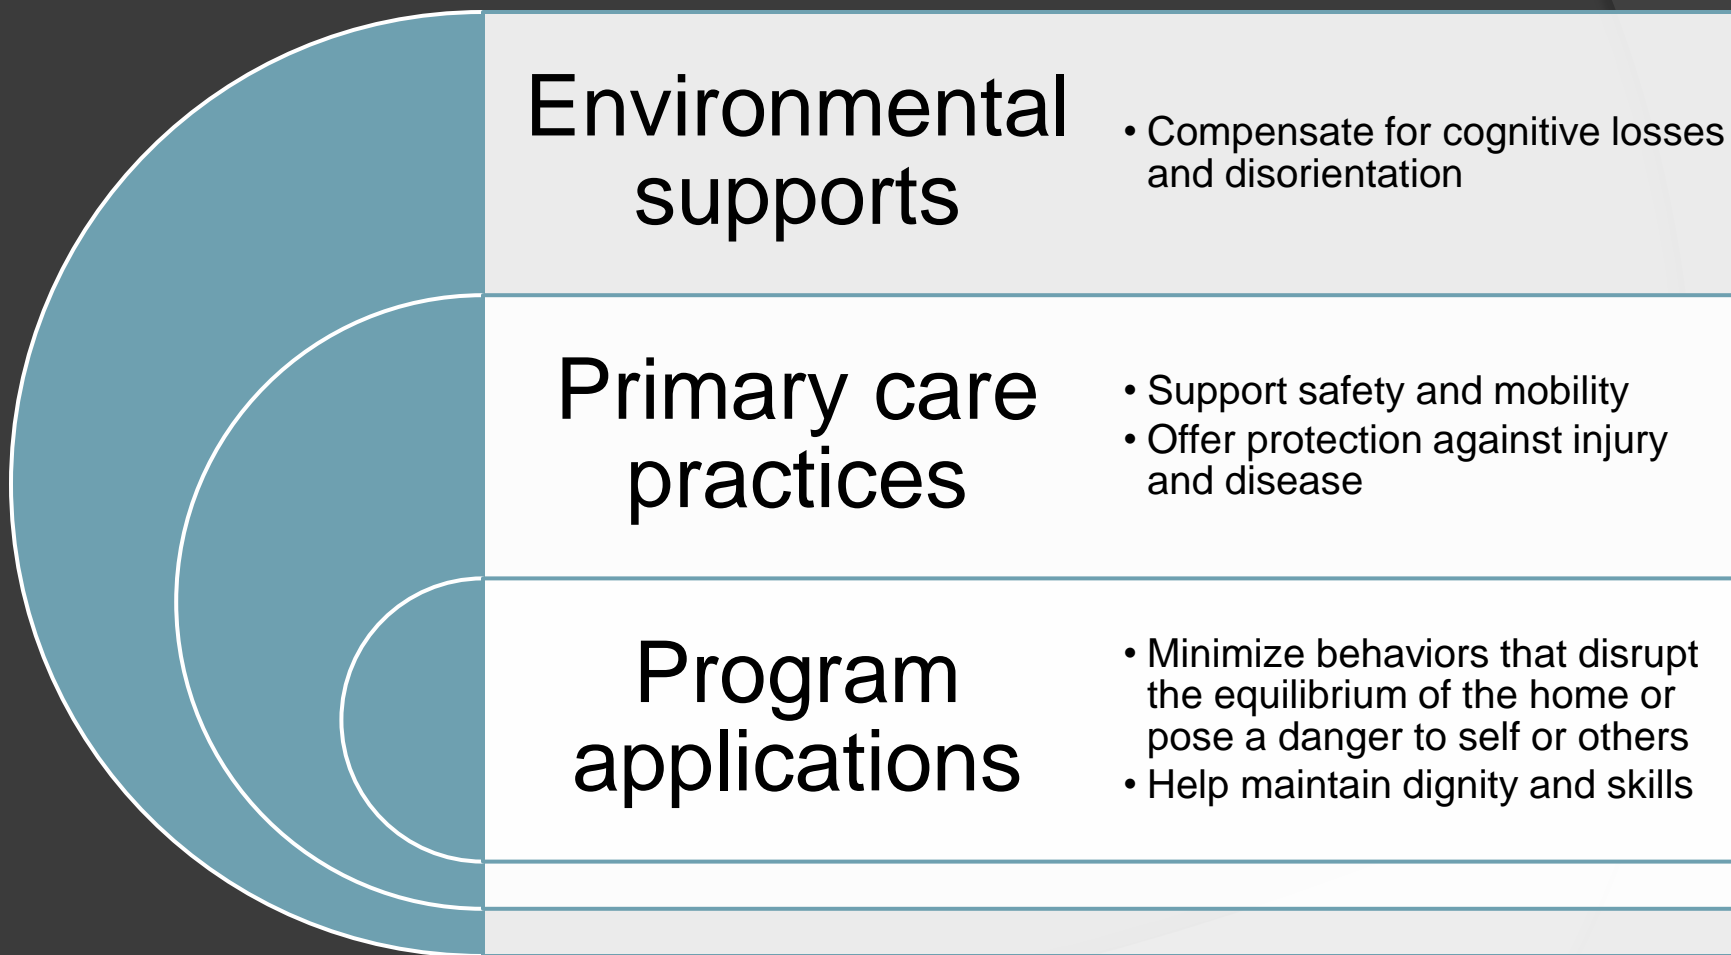 Environmental
supports
• Compensate for cognitive losses
and disorientation
Primary care
practices
• Support safety and mobility
• Offer protection against injury
and disease
Program
applications
• Minimize behaviors that disrupt
the equilibrium of the home or
pose a danger to self or others
• Help maintain dignity and skills